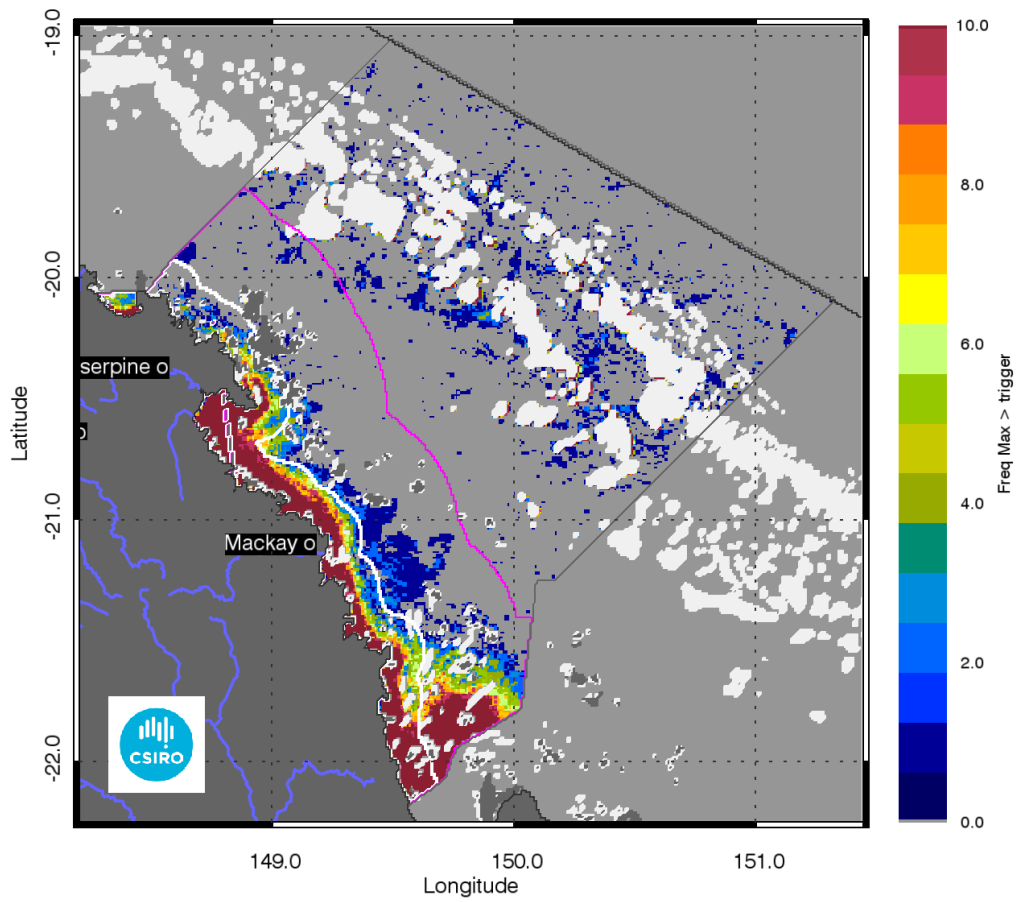 -19.0
-20.0
-21.0
-22.0
Latitude
149.0
150.0
151.0
Longitude
serpine o
o
Mackay o
CSIRO
10.0
8.0
6.0
4.0
2.0
0.0
Freq Max > trigger